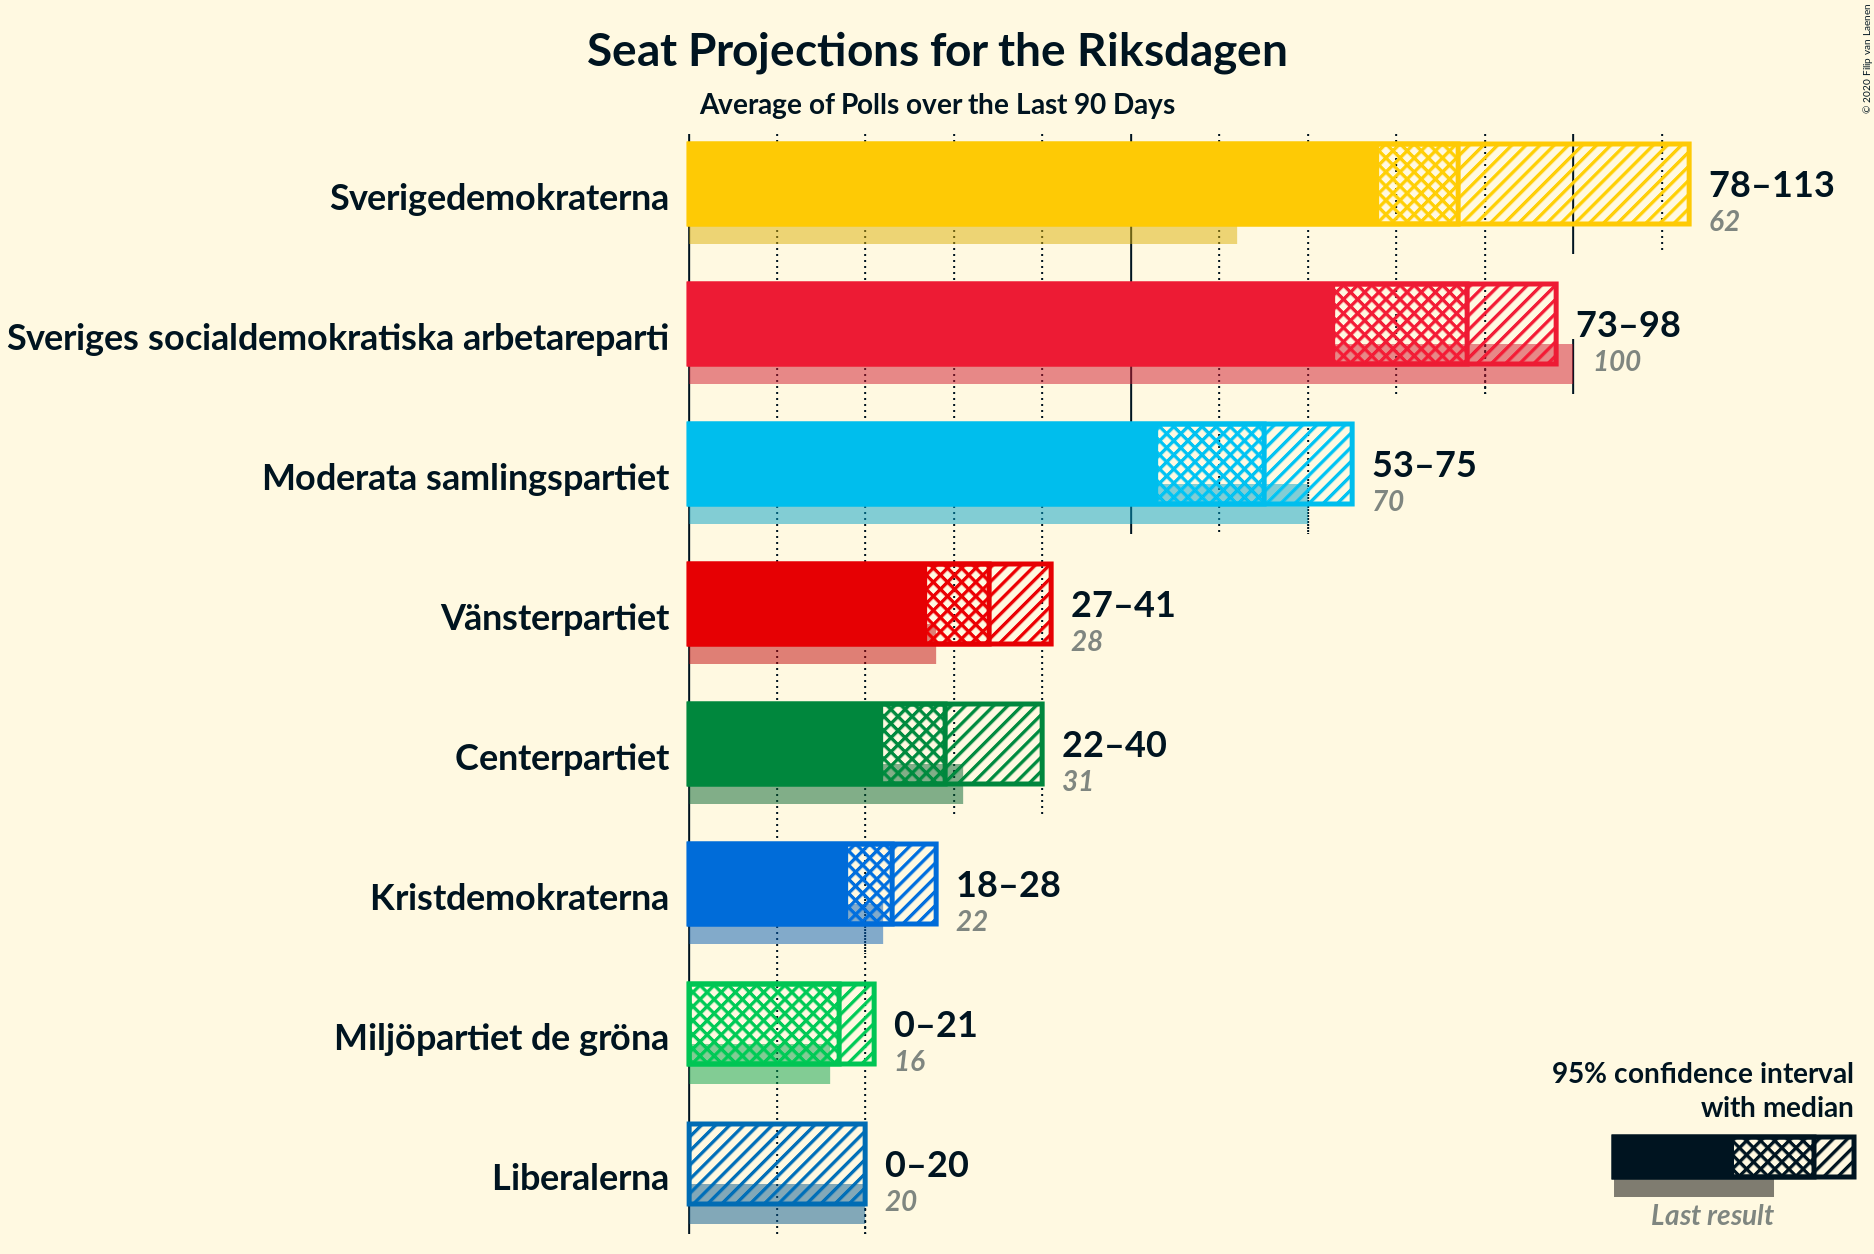 Seat Projections for the Riksdagen
Average of Polls over the Last 90 Days
© 2020 Filip van Laenen
Sverigedemokraterna
78–113
62
Sveriges socialdemokratiska arbetareparti
73–98
100
Moderata samlingspartiet
53–75
70
Vänsterpartiet
27–41
28
Centerpartiet
22–40
31
Kristdemokraterna
18–28
22
Miljöpartiet de gröna
0–21
16
Liberalerna
0–20
20
95% confidence interval
with median
Last result